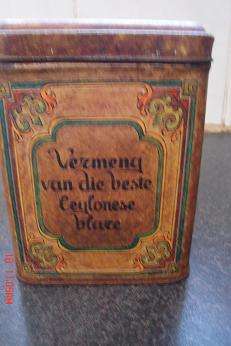 Vermeng
van die beste
Ceylonese
blare